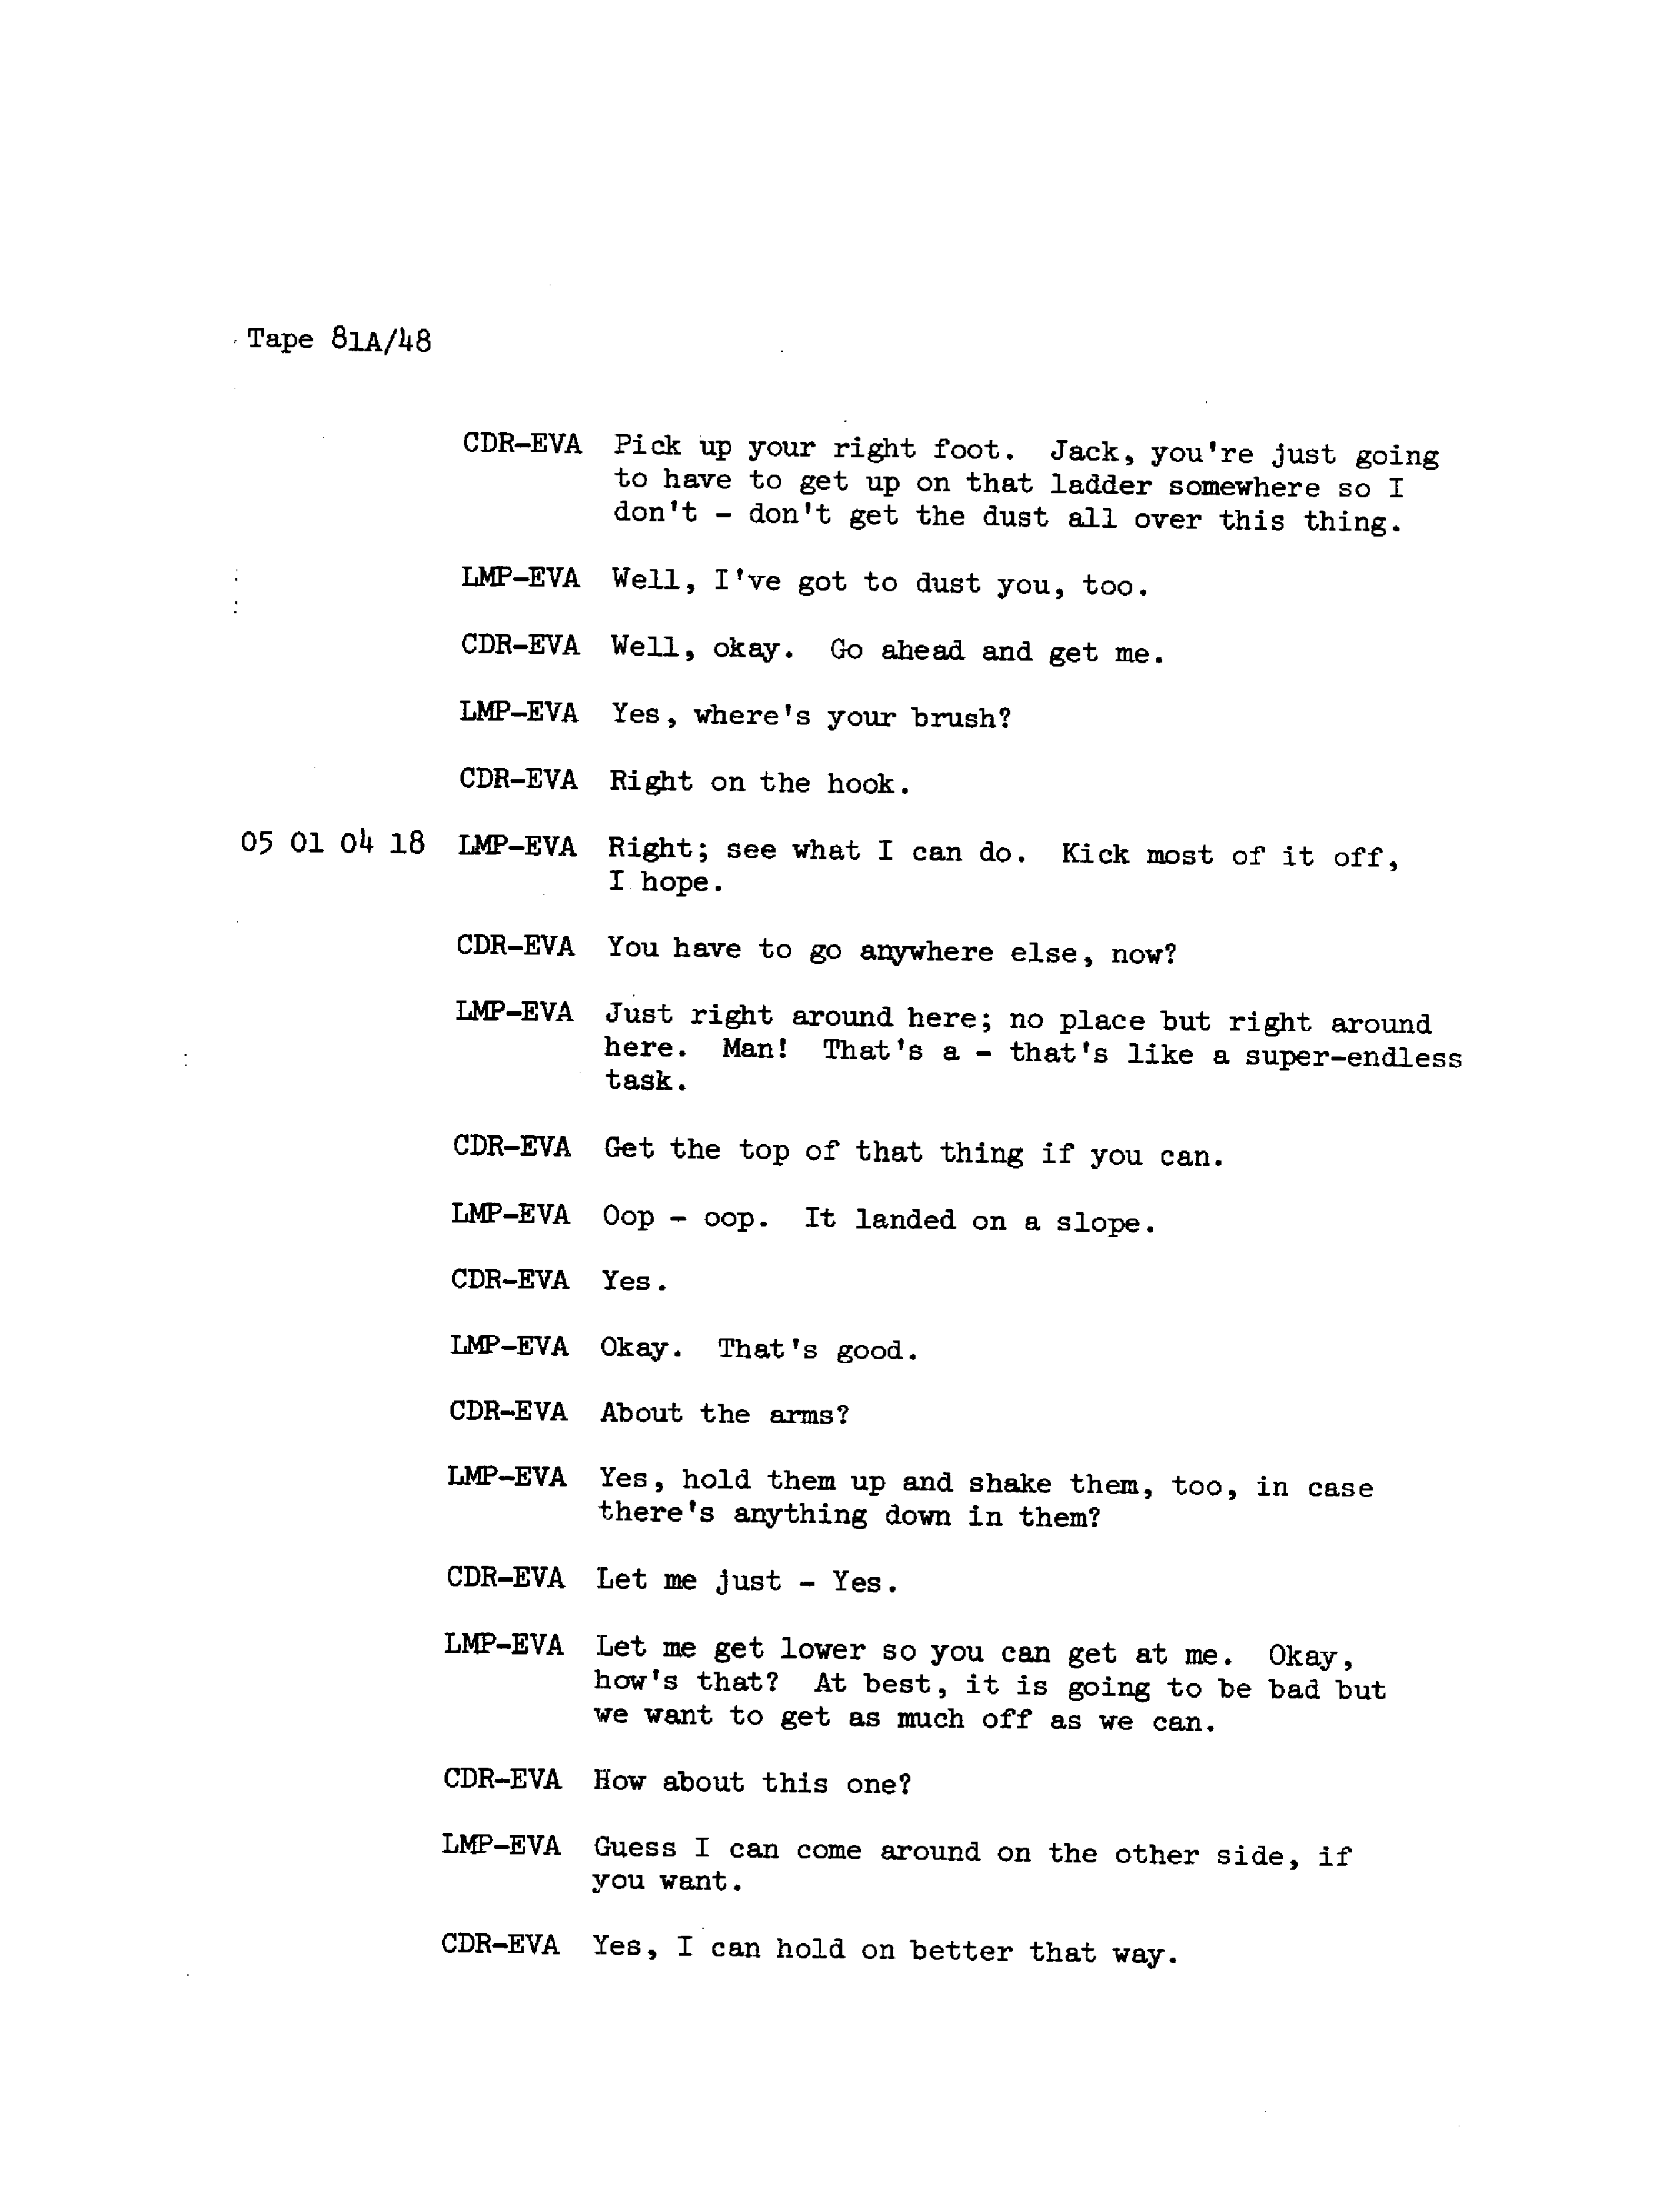 Tape 81A/48
CDR-EVA Pick up your right foot. Jack, you're just going
to have to get up on that ladder somewhere so I
don't - don't get the dust all over this thing.
LMP-EVA Well, I've got to dust you, too.
CDR-EVA Well, okay. Go ahead and get me.
LMP-EVA Yes, where's your brush?
CDR-EVA Right on the hook.
05 01 04 18 LMP-EVA Right; see what I can do. Kick most of it off,
I hope.
CDR-EVA You have to go anywhere else, now?
LMP-EVA Just right around here; no place but right around
here. Man! That's a - that's like a super-endless
task.
CDR-EVA Get the top of that thing if you can.
LMP-EVA Oop - oop. It landed on a slope.
CDR-EVA Yes.
LMP-EVA Okay. That's good.
CDR-EVA About the arms?
LMP-EVA Yes, hold them up and shake them, too, in case
there's anything down in them?
CDR-EVA Let me just - Yes.
LMP-EVA Let me get lower so you can get at me. Okay,
how's that? At best, it is going to be bad but
we want to get as much off as we can.
CDR-EVA How about this one?
LMP-EVA Guess I can come around on the other side, if
you want.
CDR-EVA Yes, I can hold on better that way.